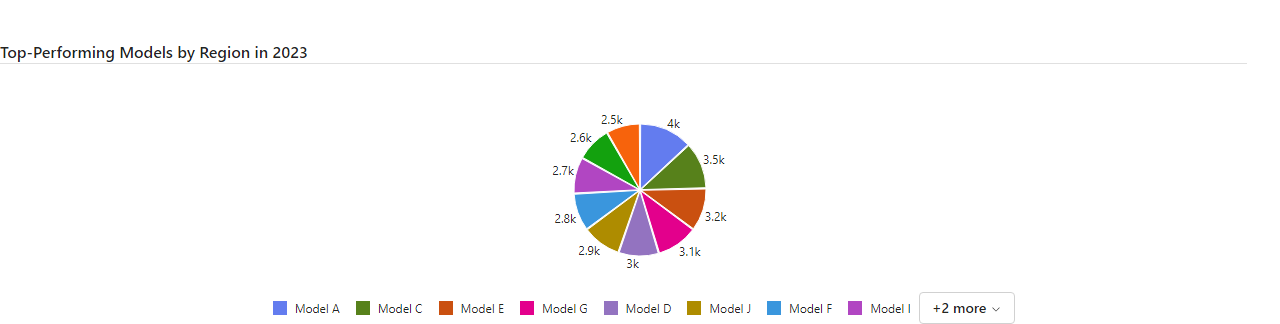 Top-Performing Models by Region in 2023
2.5k
4k
2.6k
3.5k
2.7k
2.8k
3.2k
2.9k
3.1k
3k
Model A Model C Model E Model G Model D Model J Model F Model I +2 more